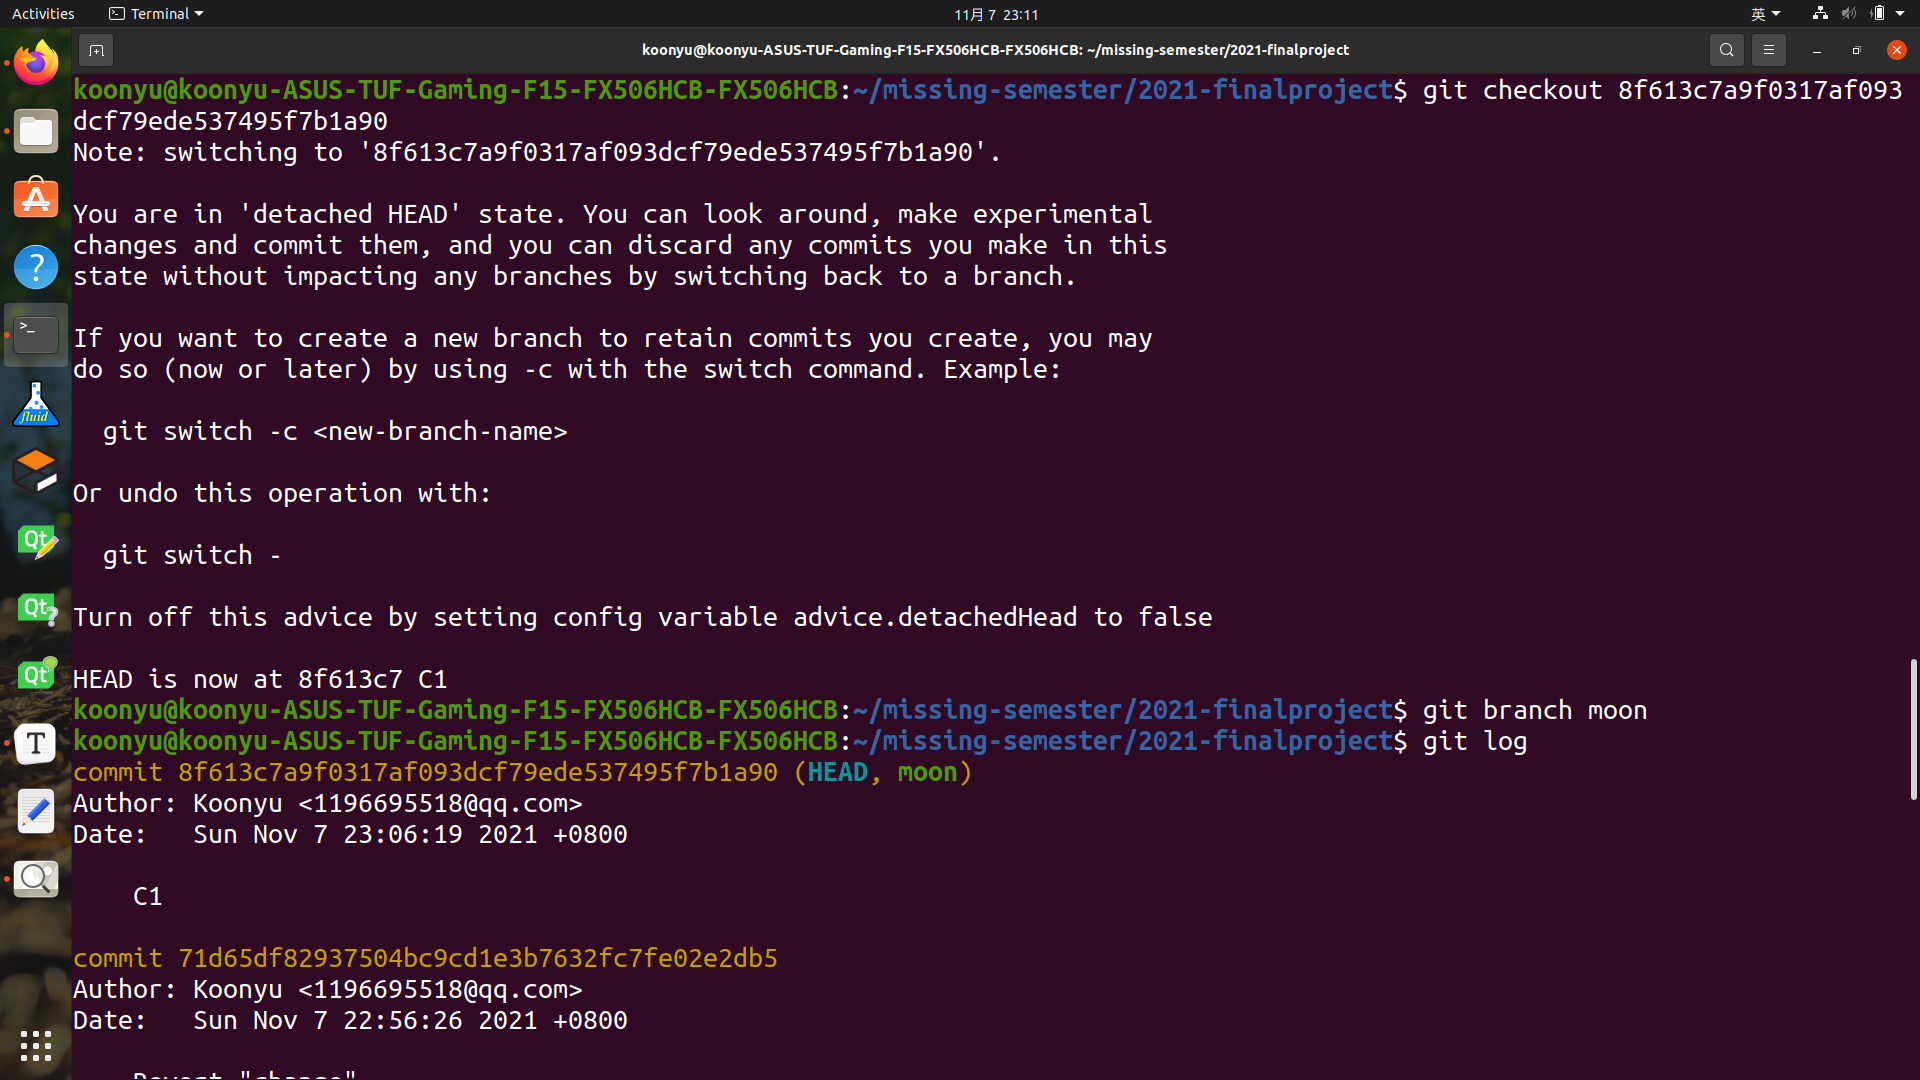 Activities
Terminal
11月 7 23:11
英
koonyu@koonyu-ASUS-TUF-Gaming-F15-FX506HCB-FX506HCB: ~/missing-semester/2021-finalproject
koonyu@koonyu-ASUS-TUF-Gaming-F15-FX506HCB-FX506HCB:~/missing-semester/2021-finalproject$ git checkout 8f613c7a9f0317af093
dcf79ede537495f7b1a90
Note: switching to '8f613c7a9f0317af093dcf79ede537495f7b1a90'.
You are in 'detached HEAD' state. You can look around, make experimental
changes and commit them, and you can discard any commits you make in this
state without impacting any branches by switching back to a branch.
If you want to create a new branch to retain commits you create, you may
do so (now or later) by using -c with the switch command. Example:
git switch -c <new-branch-name>
Or undo this operation with:
git switch -
Turn off this advice by setting config variable advice.detachedHead to false
HEAD is now at 8f613c7 C1
koonyu@koonyu-ASUS-TUF-Gaming-F15-FX506HCB-FX506HCB:~/missing-semester/2021-finalproject$ git branch moon
koonyu@koonyu-ASUS-TUF-Gaming-F15-FX506HCB-FX506HCB:~/missing-semester/2021-finalproject$ git log
commit 8f613c7a9f0317af093dcf79ede537495f7b1a90 (HEAD, moon)
Author: Koonyu <1196695518@qq.com>
Date:   Sun Nov 7 23:06:19 2021 +0800
C1
commit 71d65df82937504bc9cd1e3b7632fc7fe02e2db5
Author: Koonyu <1196695518@qq.com>
Date:   Sun Nov 7 22:56:26 2021 +0800
Revert "change"
?
>_
fluid
Qt
Qt
?
Qt
T